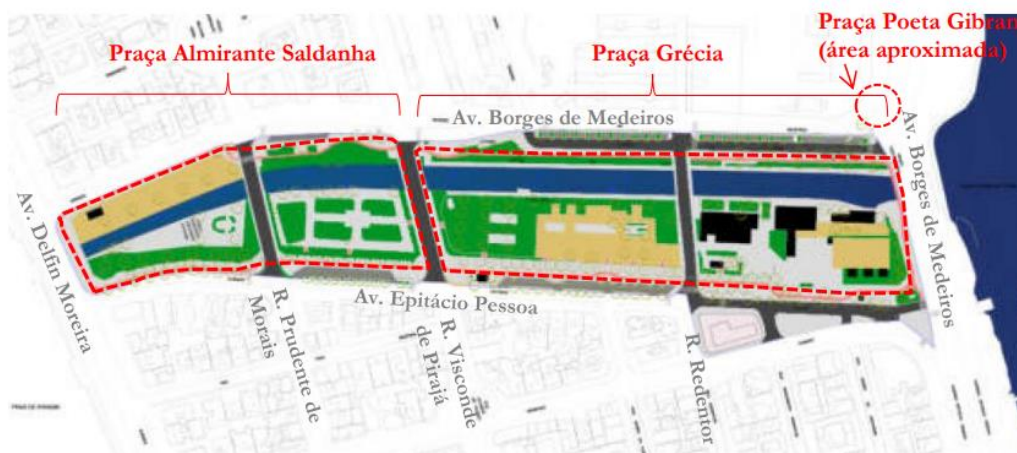 Praça Poeta Gibran
(área aproximada)
Praça Almirante Saldanha
Praça Grécia
Av. Borges de Medeiros
Av. Borges de Medeiros
Av. Delfin Moreira
R. Prudente de
Morais
Av. Epitácio Pessoa
R. Visconde
de Pirajá
R. Redentor